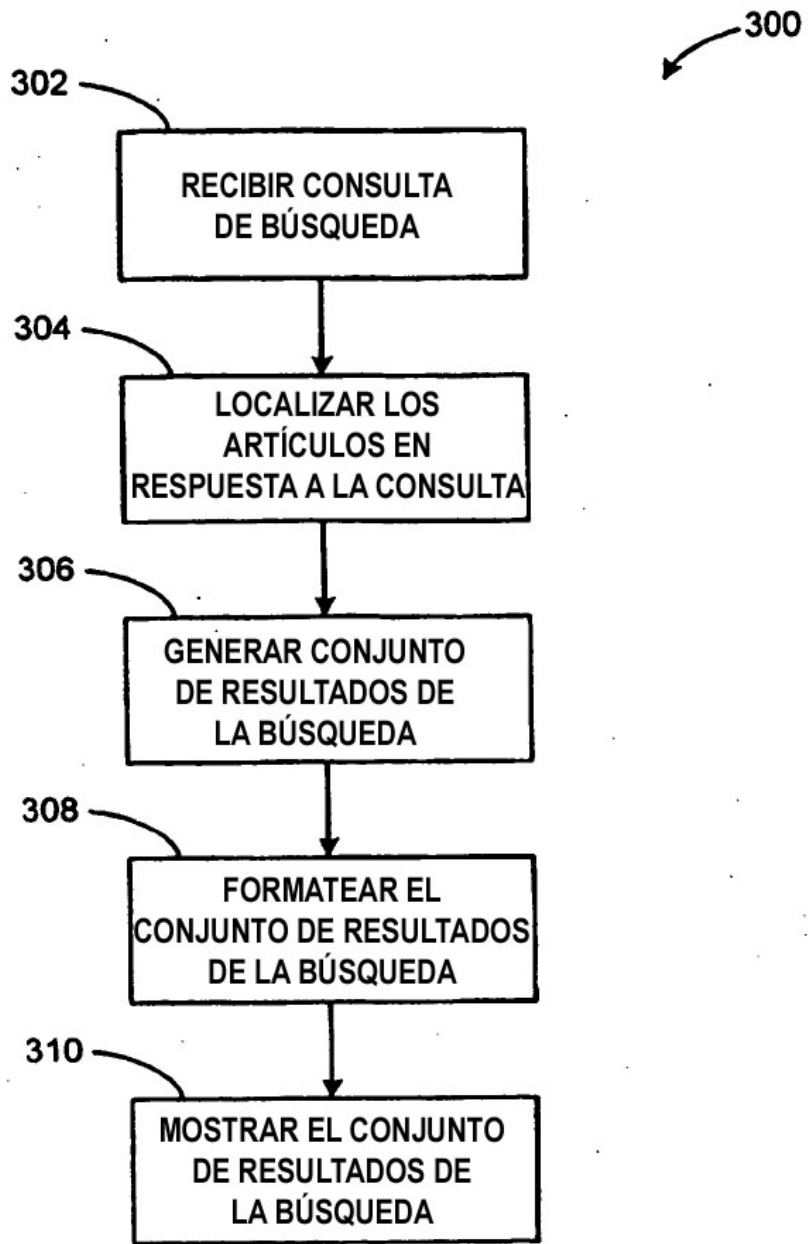 300
302
RECIBIR CONSULTA
DE BÚSQUEDA
304
LOCALIZAR LOS
ARTÍCULOS EN
RESPUESTA A LA CONSULTA
306
GENERAR CONJUNTO
DE RESULTADOS DE
LA BÚSQUEDA
308
FORMATEAR EL
CONJUNTO DE RESULTADOS
DE LA BÚSQUEDA
310
MOSTRAR EL CONJUNTO
DE RESULTADOS DE
LA BÚSQUEDA